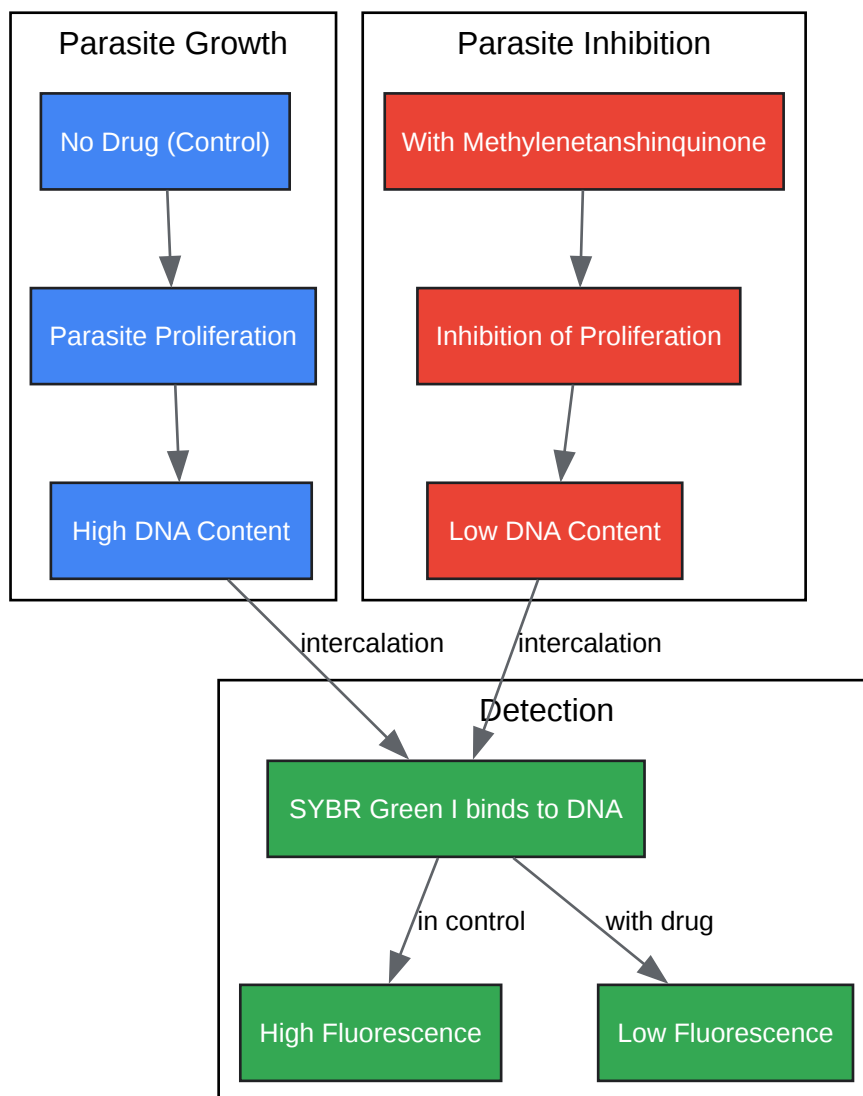 Parasite Growth
Parasite Inhibition
No Drug (Control)
With Methylenetanshinquinone
Parasite Proliferation
Inhibition of Proliferation
High DNA Content
Low DNA Content
intercalation
intercalation
Detection
SYBR Green I binds to DNA
in control
with drug
High Fluorescence
Low Fluorescence